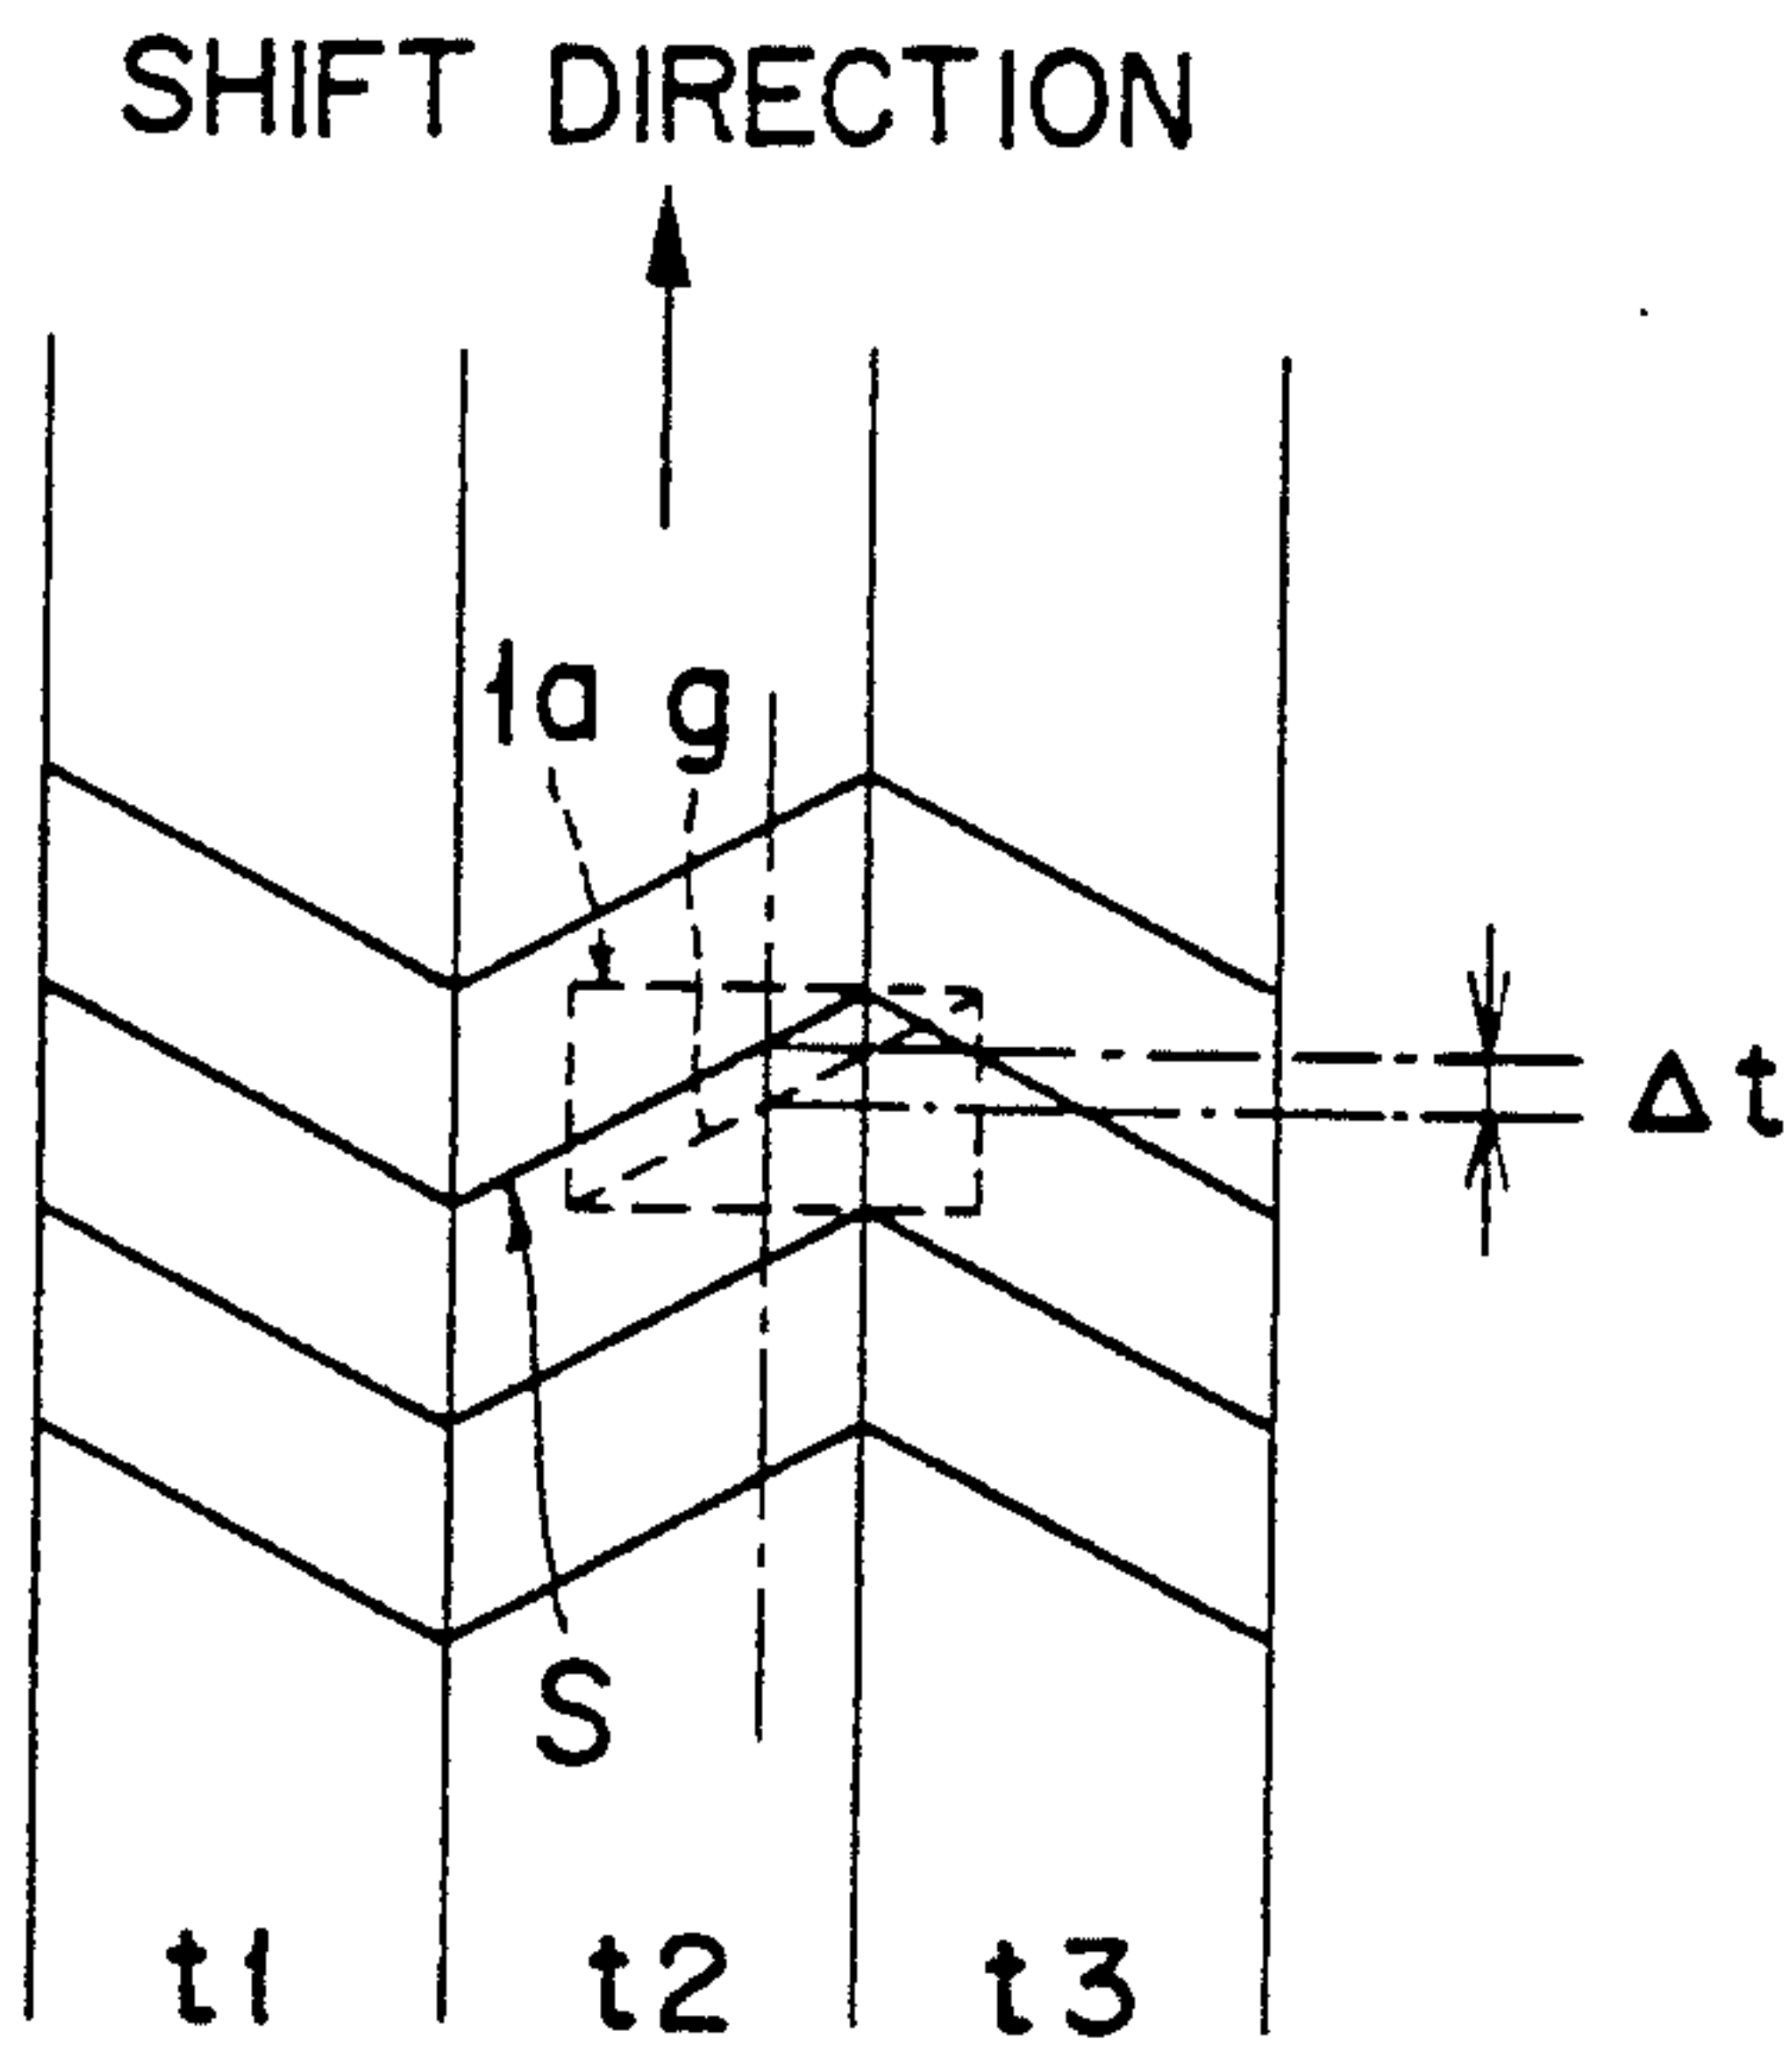 SHIFT DIRECTION
1a g
Δt
S
t1 t2 t3